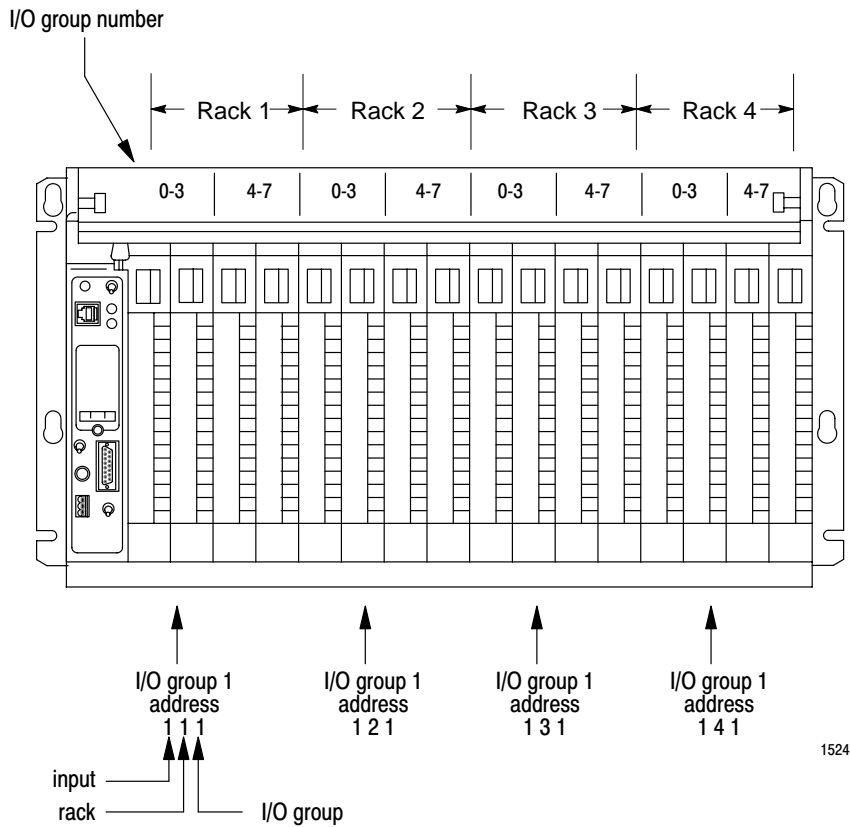 I/O group number
Rack 1 Rack 2 Rack 3 Rack 4
0-3 4-7 0-3 4-7 0-3 4-7 0-3 4-7
I/O group 1
address
1 1 1
I/O group 1
address
1 2 1
I/O group 1
address
1 3 1
I/O group 1
address
1 4 1
1524
input
rack
I/O group